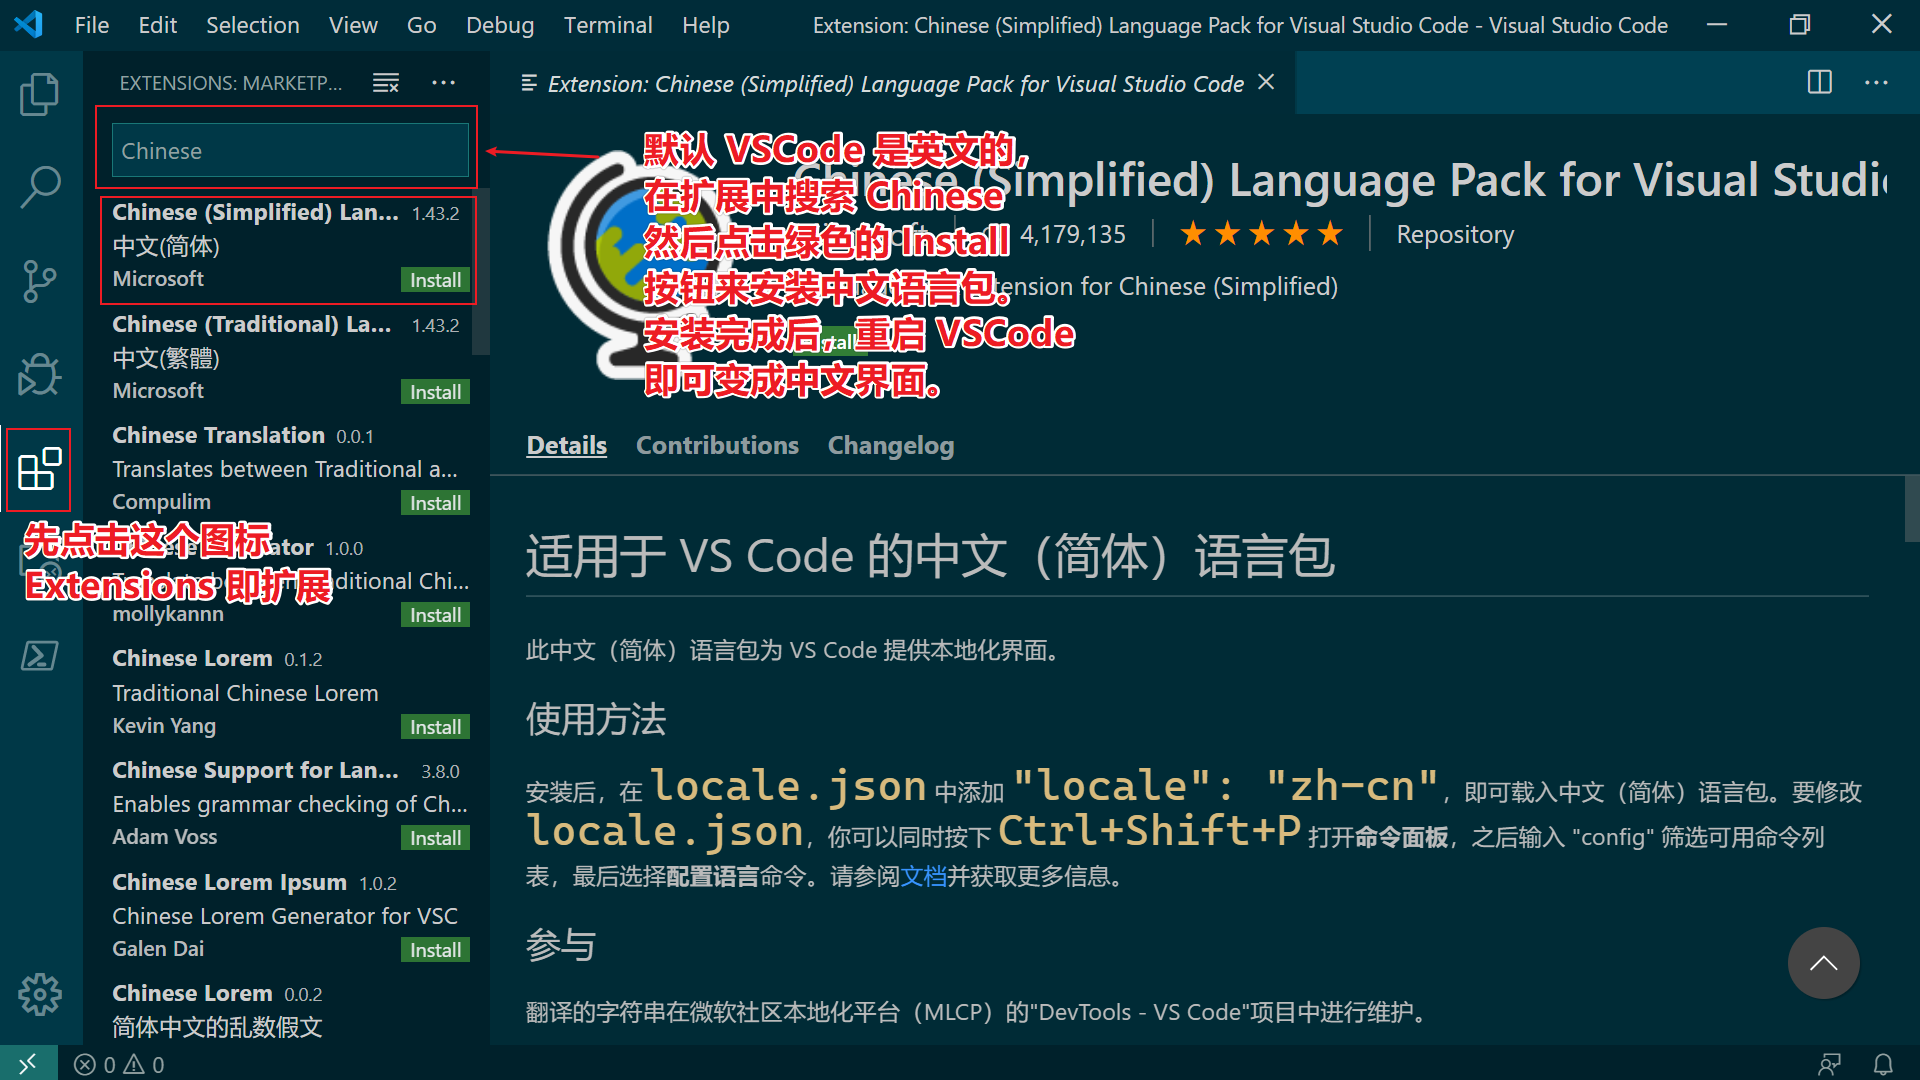 File Edit Selection View Go Debug Terminal Help
Extension: Chinese (Simplified) Language Pack for Visual Studio Code - Visual Studio Code
EXTENSIONS: MARKETP...
Chinese
Chinese (Simplified) Lan... 1.43.2
中文(简体)
Microsoft Install
Chinese (Traditional) La... 1.43.2
中文(繁體)
Microsoft Install
Chinese Translation 0.0.1
Translates between Traditional a...
Compulim Install
1.0.0
mollykannn Install
Chinese Lorem 0.1.2
Traditional Chinese Lorem
Kevin Yang Install
Chinese Support for Lan... 3.8.0
Enables grammar checking of Ch...
Adam Voss Install
Chinese Lorem Ipsum 1.0.2
Chinese Lorem Generator for VSC
Galen Dai Install
Chinese Lorem 0.0.2
简体中文的乱数假文
先点击这个图标
Extensions 即扩展
Extension: Chinese (Simplified) Language Pack for Visual Studio Code
默认 VSCode 是英文的，
在扩展中搜索 Chinese
然后点击绿色的 Install
按钮来安装中文语言包。
安装完成后，重启 VSCode
即可变成中文界面。
Chinese (Simplified) Language Pack for Visual Studi
4,179,135
Repository
for Chinese (Simplified)
Details Contributions Changelog
适用于 VS Code 的中文（简体）语言包
此中文（简体）语言包为 VS Code 提供本地化界面。
使用方法
安装后，在 locale.json 中添加 "locale": "zh-cn"，即可载入中文（简体）语言包。要修改
locale.json，你可以同时按下 Ctrl+Shift+P 打开命令面板，之后输入 "config" 筛选可用命令列
表，最后选择配置语言命令。请参阅文档并获取更多信息。
参与
翻译的字符串在微软社区本地化平台（MLCP）的"DevTools - VS Code"项目中进行维护。
0 0